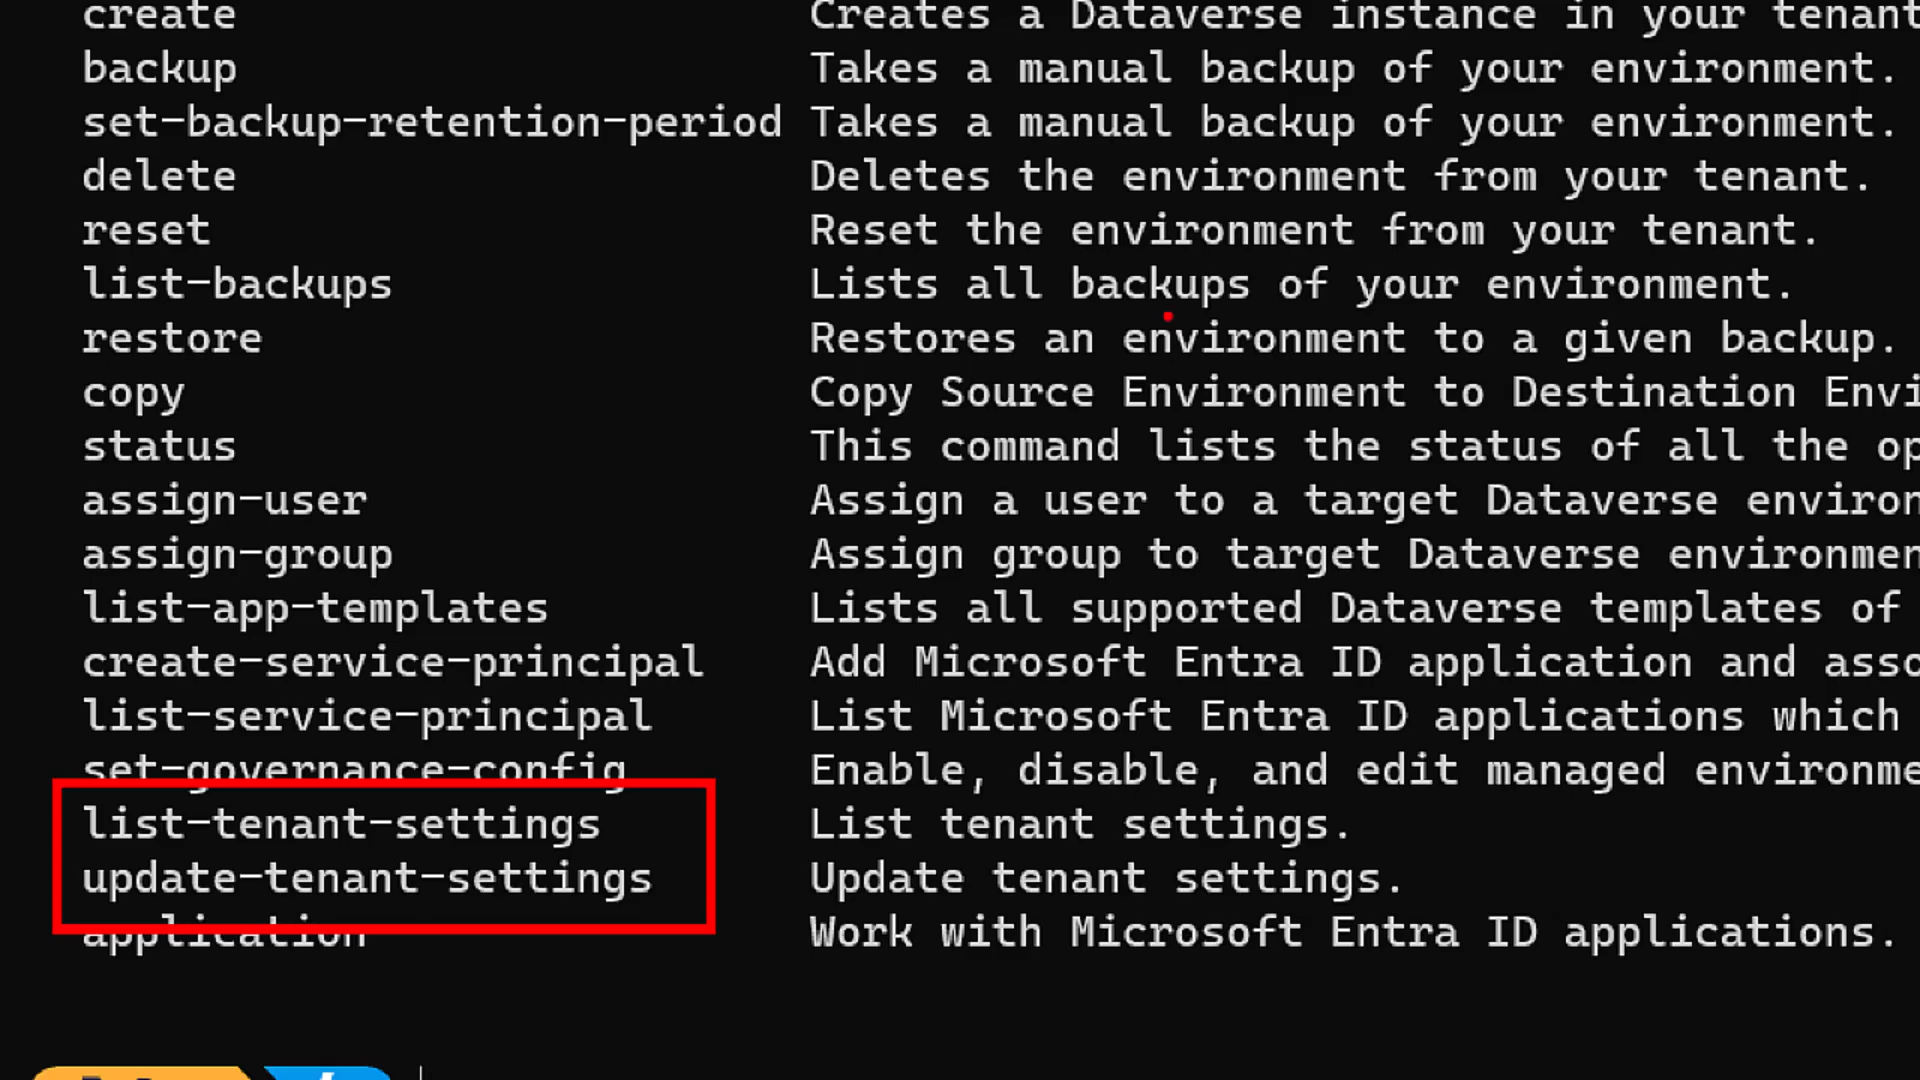 create Creates a Dataverse instance in your tenant
backup Takes a manual backup of your environment.
set-backup-retention-period Takes a manual backup of your environment.
delete Deletes the environment from your tenant.
reset Reset the environment from your tenant.
list-backups Lists all backups of your environment.
restore Restores an environment to a given backup.
copy Copy Source Environment to Destination Envi
status This command lists the status of all the op
assign-user Assign a user to a target Dataverse environ
assign-group Assign group to target Dataverse environmen
list-app-templates Lists all supported Dataverse templates of
create-service-principal Add Microsoft Entra ID application and asso
list-service-principal List Microsoft Entra ID applications which
set-governance-config Enable, disable, and edit managed environme
list-tenant-settings List tenant settings.
update-tenant-settings Update tenant settings.
application Work with Microsoft Entra ID applications.